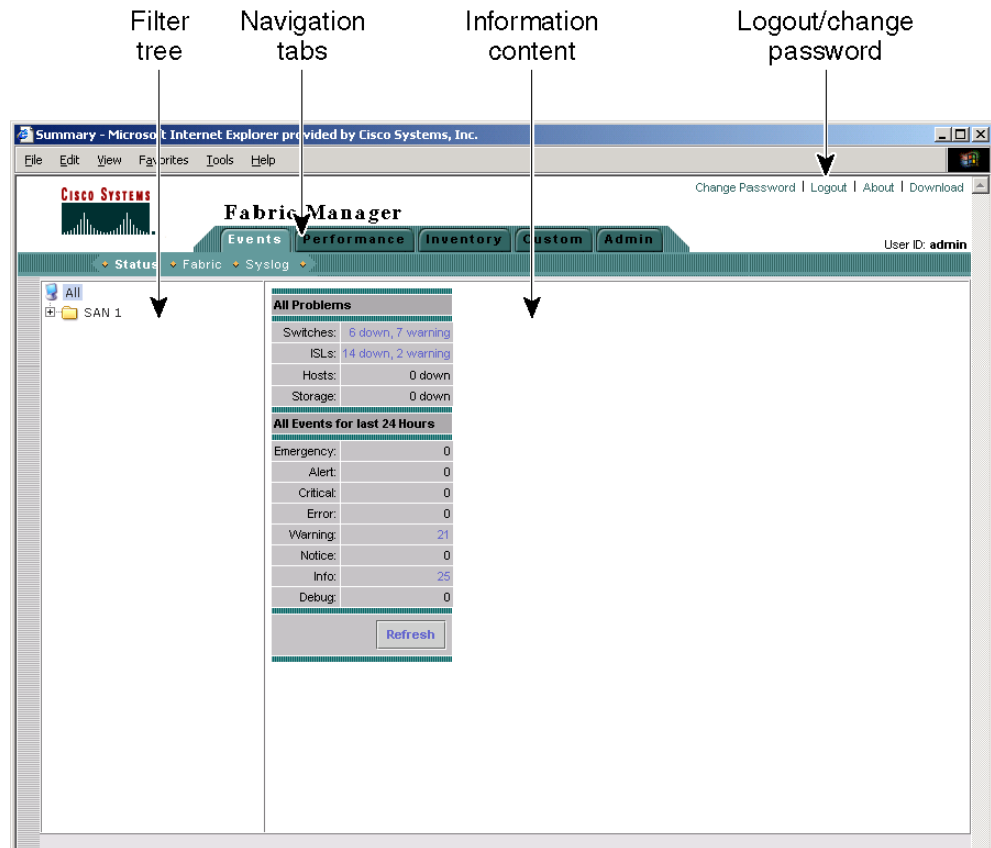 Filter tree
Navigation tabs
Information content
Logout/change password
Summary - Microsoft Internet Explorer provided by Cisco Systems, Inc.
File Edit View Favorites Tools Help
Change Password | Logout | About | Download
CISCO SYSTEMS
Fabric Manager
Events Performance Inventory Custom Admin
User ID: admin
Status Fabric Syslog
All
SAN 1
All Problems
Switches: 6 down, 7 warning
ISLs: 14 down, 2 warning
Hosts: 0 down
Storage: 0 down
All Events for last 24 Hours
Emergency: 0
Alert: 0
Critical: 0
Error: 0
Warning: 21
Notice: 0
Info: 25
Debug: 0
Refresh